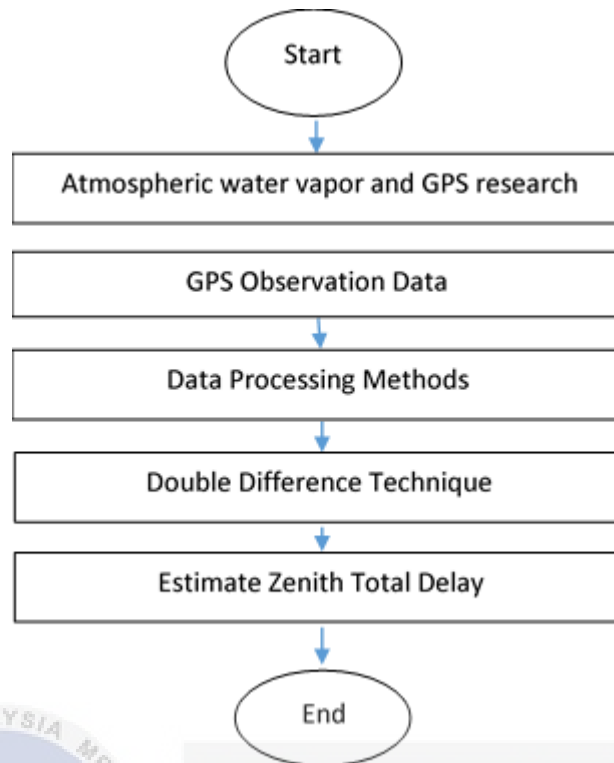 Start
Atmospheric water vapor and GPS research
GPS Observation Data
Data Processing Methods
Double Difference Technique
Estimate Zenith Total Delay
End